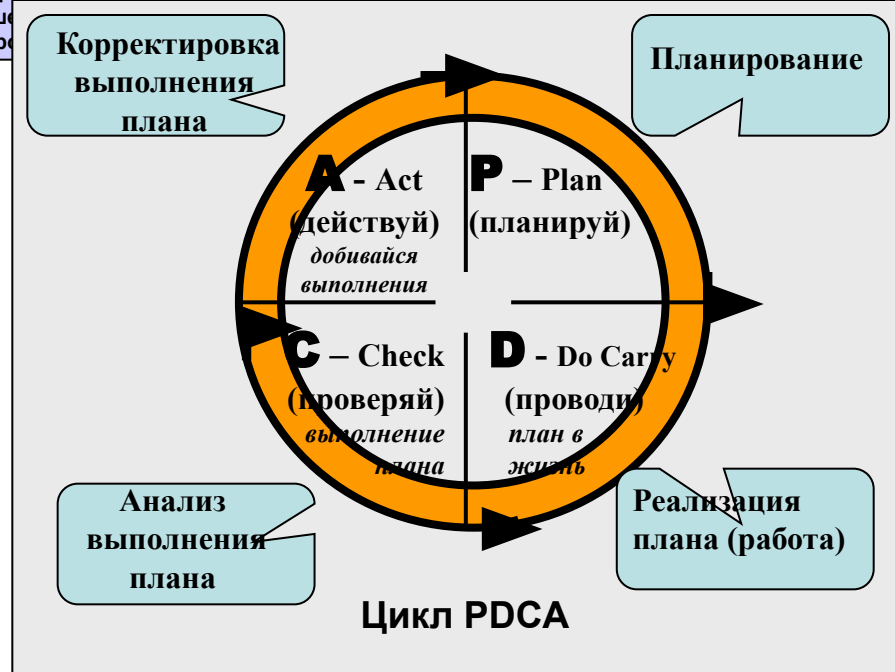 Корректировка
выполнения
плана
Планирование
A - Act
(действуй)
добивайся
выполнения
P – Plan
(планируй)
C – Check
(проверяй)
выполнение
плана
D - Do Carry
(проводи)
план в
жизнь
Анализ
выполнения
плана
Реализация
плана (работа)
Цикл PDCA